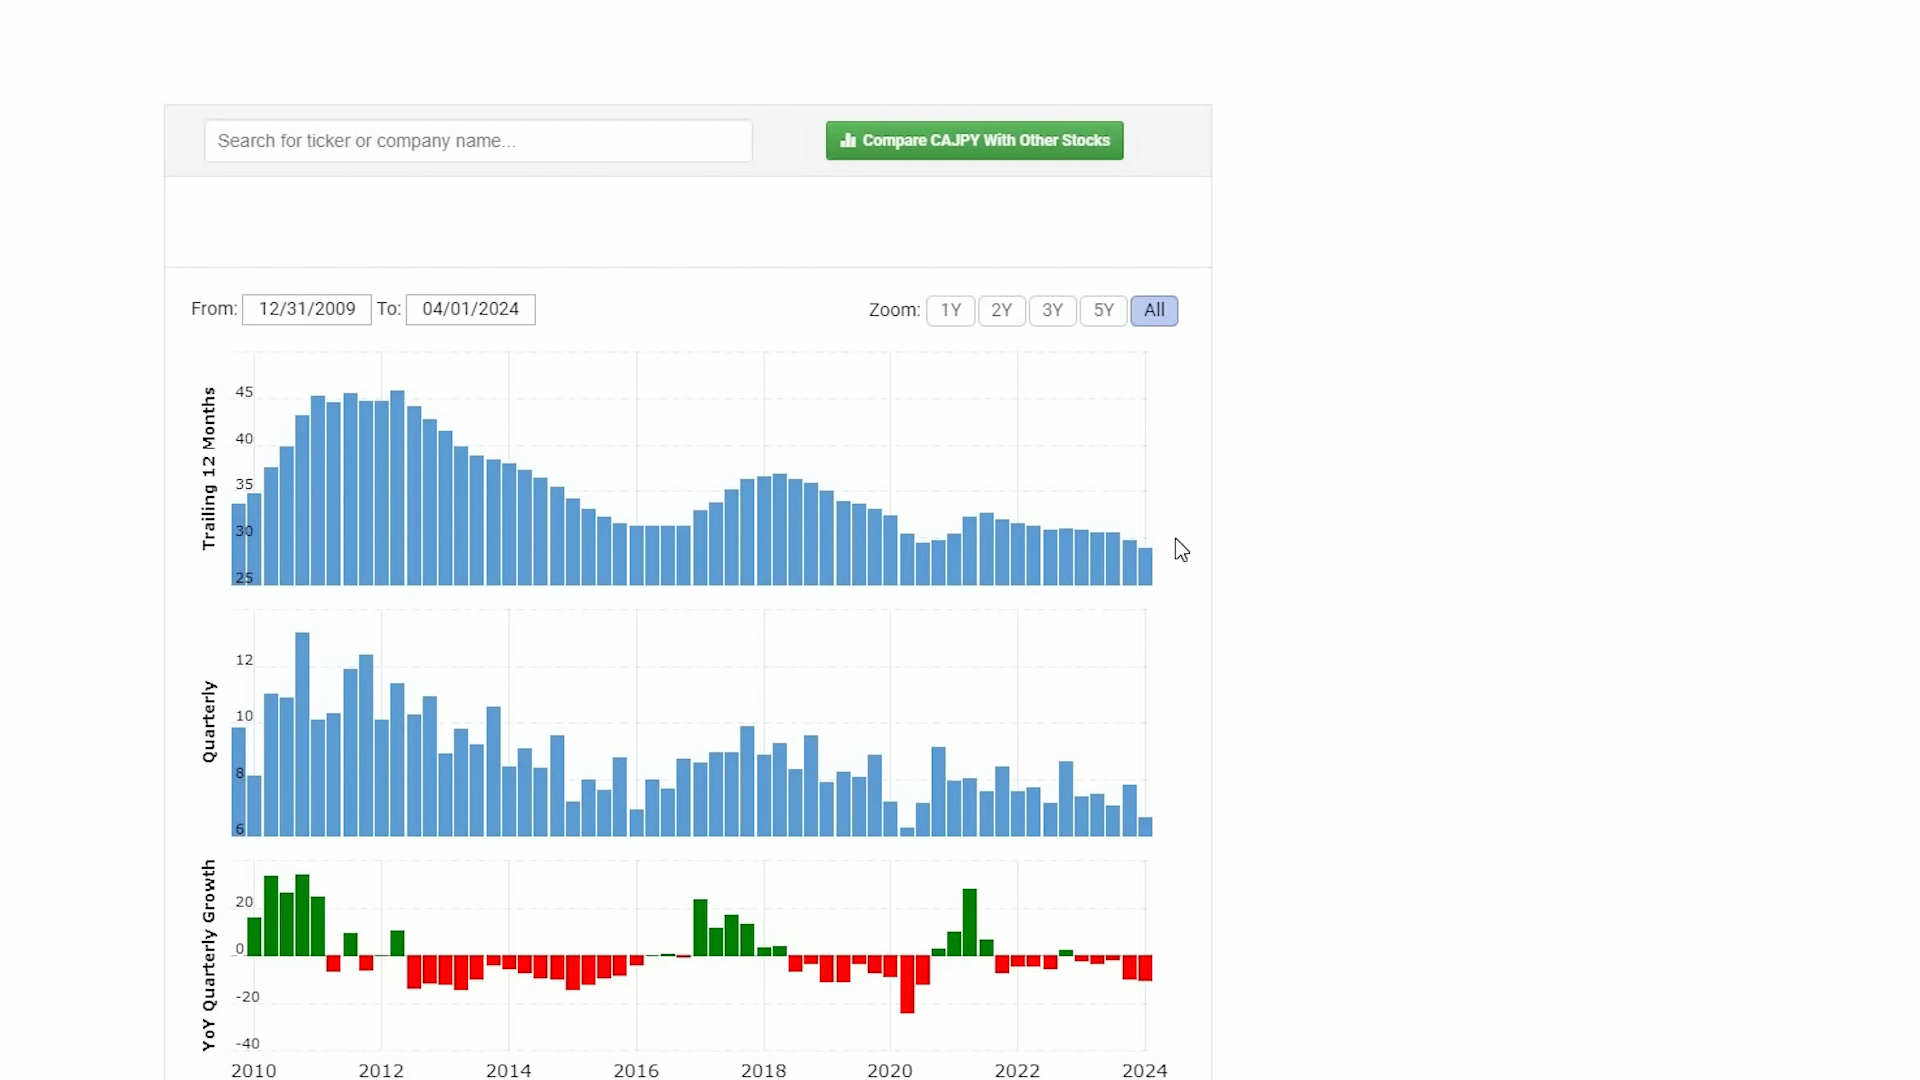 Search for ticker or company name...
Compare CAJPY With Other Stocks
From: 12/31/2009 To: 04/01/2024
Zoom: 1Y 2Y 3Y 5Y All
Trailing 12 Months
45
40
35
30
25
Quarterly
12
10
8
6
YoY Quarterly Growth
20
0
-20
-40
2010 2012 2014 2016 2018 2020 2022 2024